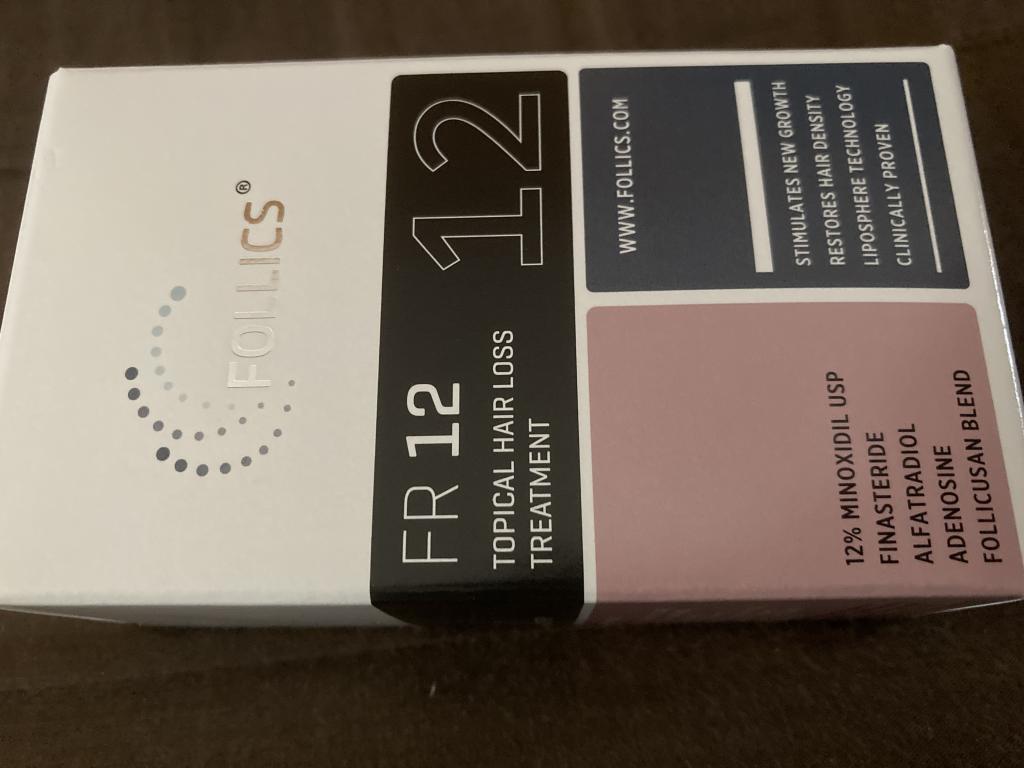 FOLLICS®
FR 12
TOPICAL HAIR LOSS
TREATMENT
12
12% MINOXIDIL USP
FINASTERIDE
ALFATRADIOL
ADENOSINE
FOLLICUSAN BLEND
WWW.FOLLICS.COM
STIMULATES NEW GROWTH
RESTORES HAIR DENSITY
LIPOSPHERE TECHNOLOGY
CLINICALLY PROVEN